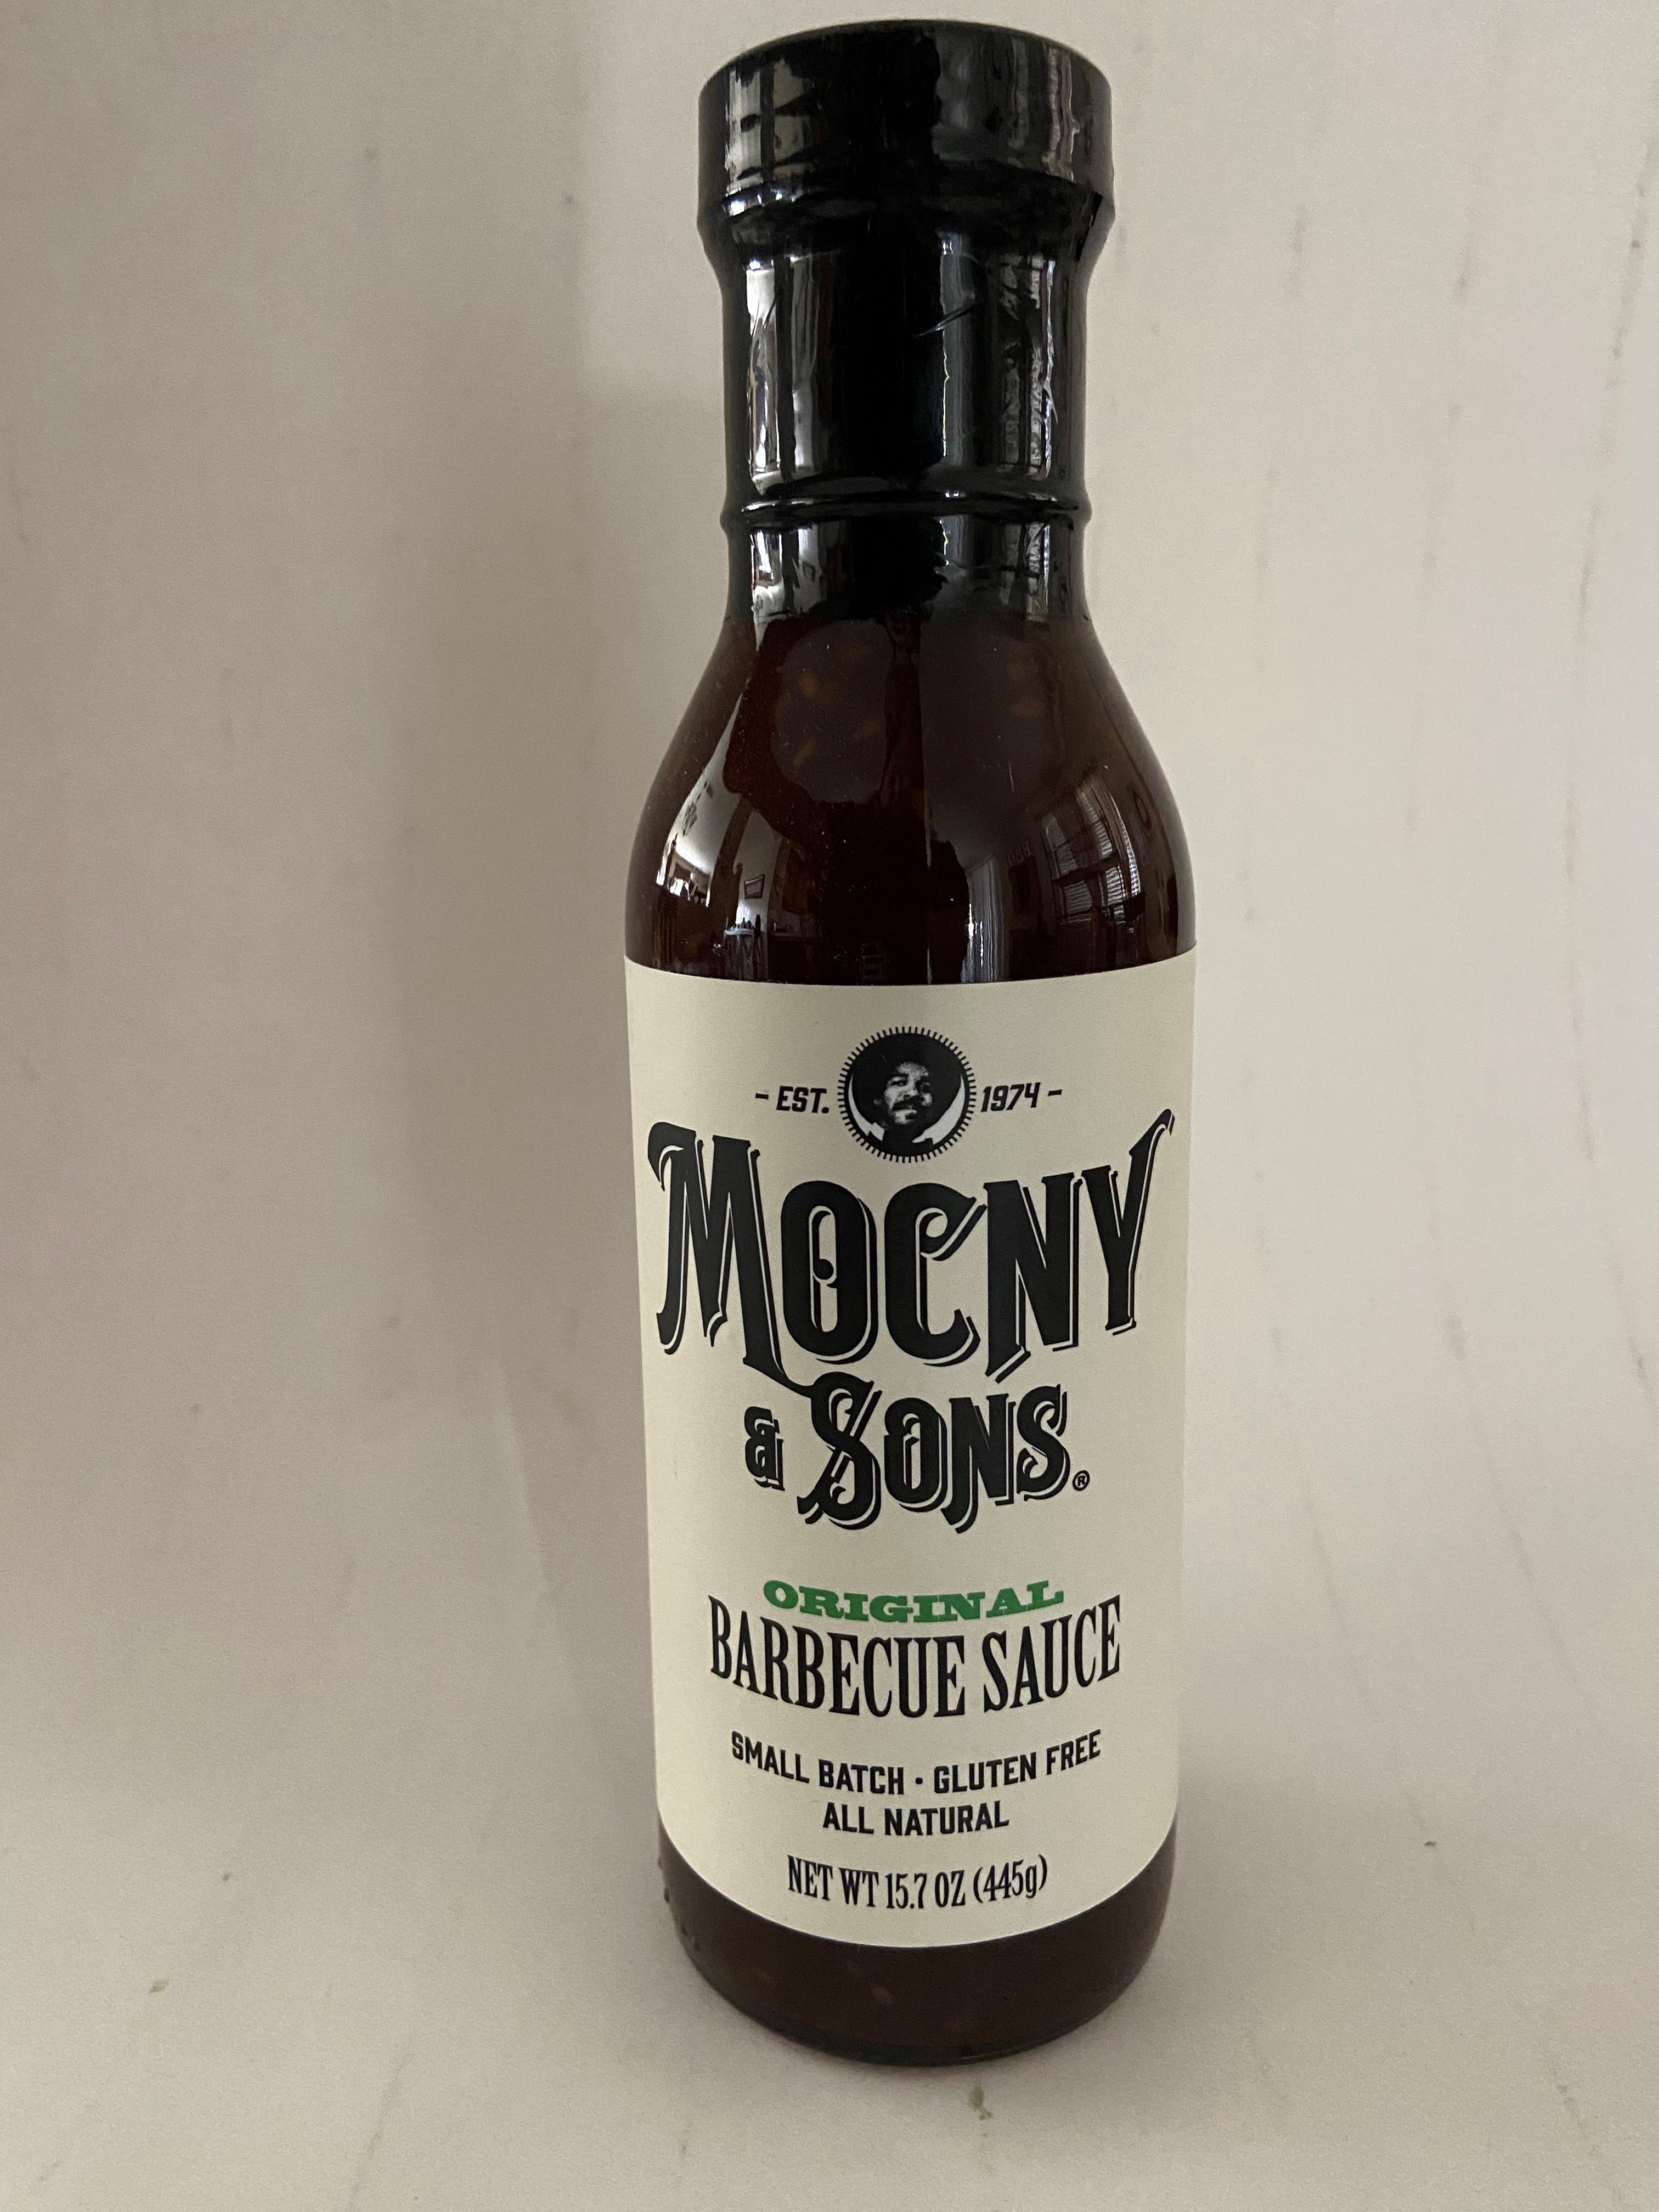 - EST. 1974 -
MOCNY
& SONS®
ORIGINAL
BARBECUE SAUCE
SMALL BATCH • GLUTEN FREE
ALL NATURAL
NET WT 15.7 OZ (445g)